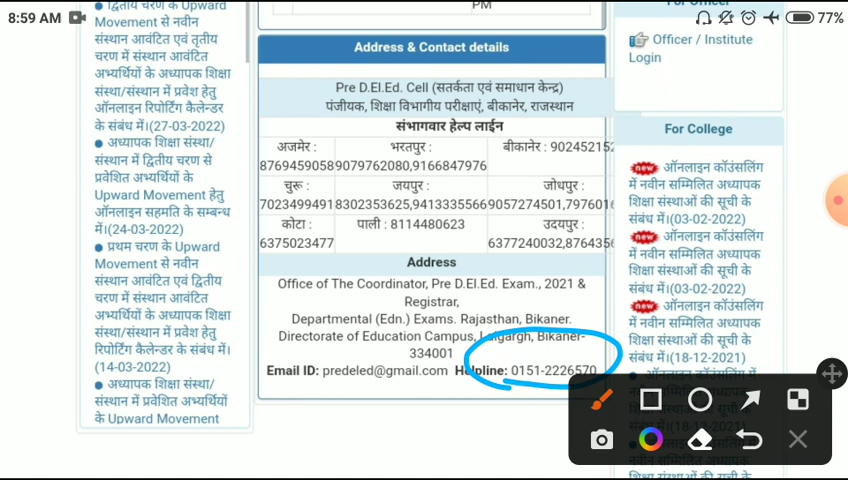 8:59 AM
77%
द्वितीय चरण के Upward
Movement से नवीन
संस्थान आवंटित एवं तृतीय
चरण में संस्थान आवंटित
अभ्यर्थियों के अध्यापक शिक्षा
संस्था/संस्थान में प्रवेश हेतु
ऑनलाइन रिपोर्टिंग कैलेन्डर
के संबंध में।(27-03-2022)
अध्यापक शिक्षा संस्था/
संस्थान में द्वितीय चरण से
प्रवेशित अभ्यर्थियों के
Upward Movement हेतु
ऑनलाइन सहमति के सम्बन्ध
में।(24-03-2022)
प्रथम चरण के Upward
Movement से नवीन
संस्थान आवंटित एवं द्वितीय
चरण में संस्थान आवंटित
अभ्यर्थियों के अध्यापक शिक्षा
संस्था/संस्थान में प्रवेश हेतु
रिपोर्टिंग कैलेन्डर के संबंध में।
(14-03-2022)
अध्यापक शिक्षा संस्था/
संस्थान में प्रवेशित अभ्यर्थियों
के Upward Movement
PM
Address & Contact details
Pre D.El.Ed. Cell (सतर्कता एवं समाधान केन्द्र)
पंजीयक, शिक्षा विभागीय परीक्षाएं, बीकानेर, राजस्थान
संभागवार हेल्प लाईन
अजमेर : भरतपुर : बीकानेर : 902452152
8769459058 9079762080,9166847976
चुरू : जयपुर : जोधपुर :
7023499491 8302353625,9413335566 9057274501,797601
कोटा : पाली : 8114480623 उदयपुर :
6375023477 6377240032,876435
Address
Office of The Coordinator, Pre D.El.Ed. Exam., 2021 &
Registrar,
Departmental (Edn.) Exams. Rajasthan, Bikaner.
Directorate of Education Campus, Lalgargh, Bikaner-
334001
Email ID: predeled@gmail.com Helpline: 0151-2226570
For Officer
Officer / Institute
Login
For College
new ऑनलाइन कॉउंसलिंग
में नवीन सम्मिलित अध्यापक
शिक्षा संस्थाओं की सूची के
संबंध में।(03-02-2022)
new ऑनलाइन कॉउंसलिंग
में नवीन सम्मिलित अध्यापक
शिक्षा संस्थाओं की सूची के
संबंध में।(03-02-2022)
new ऑनलाइन कॉउंसलिंग
में नवीन सम्मिलित अध्यापक
शिक्षा संस्थाओं की सूची के
संबंध में।(18-12-2021)